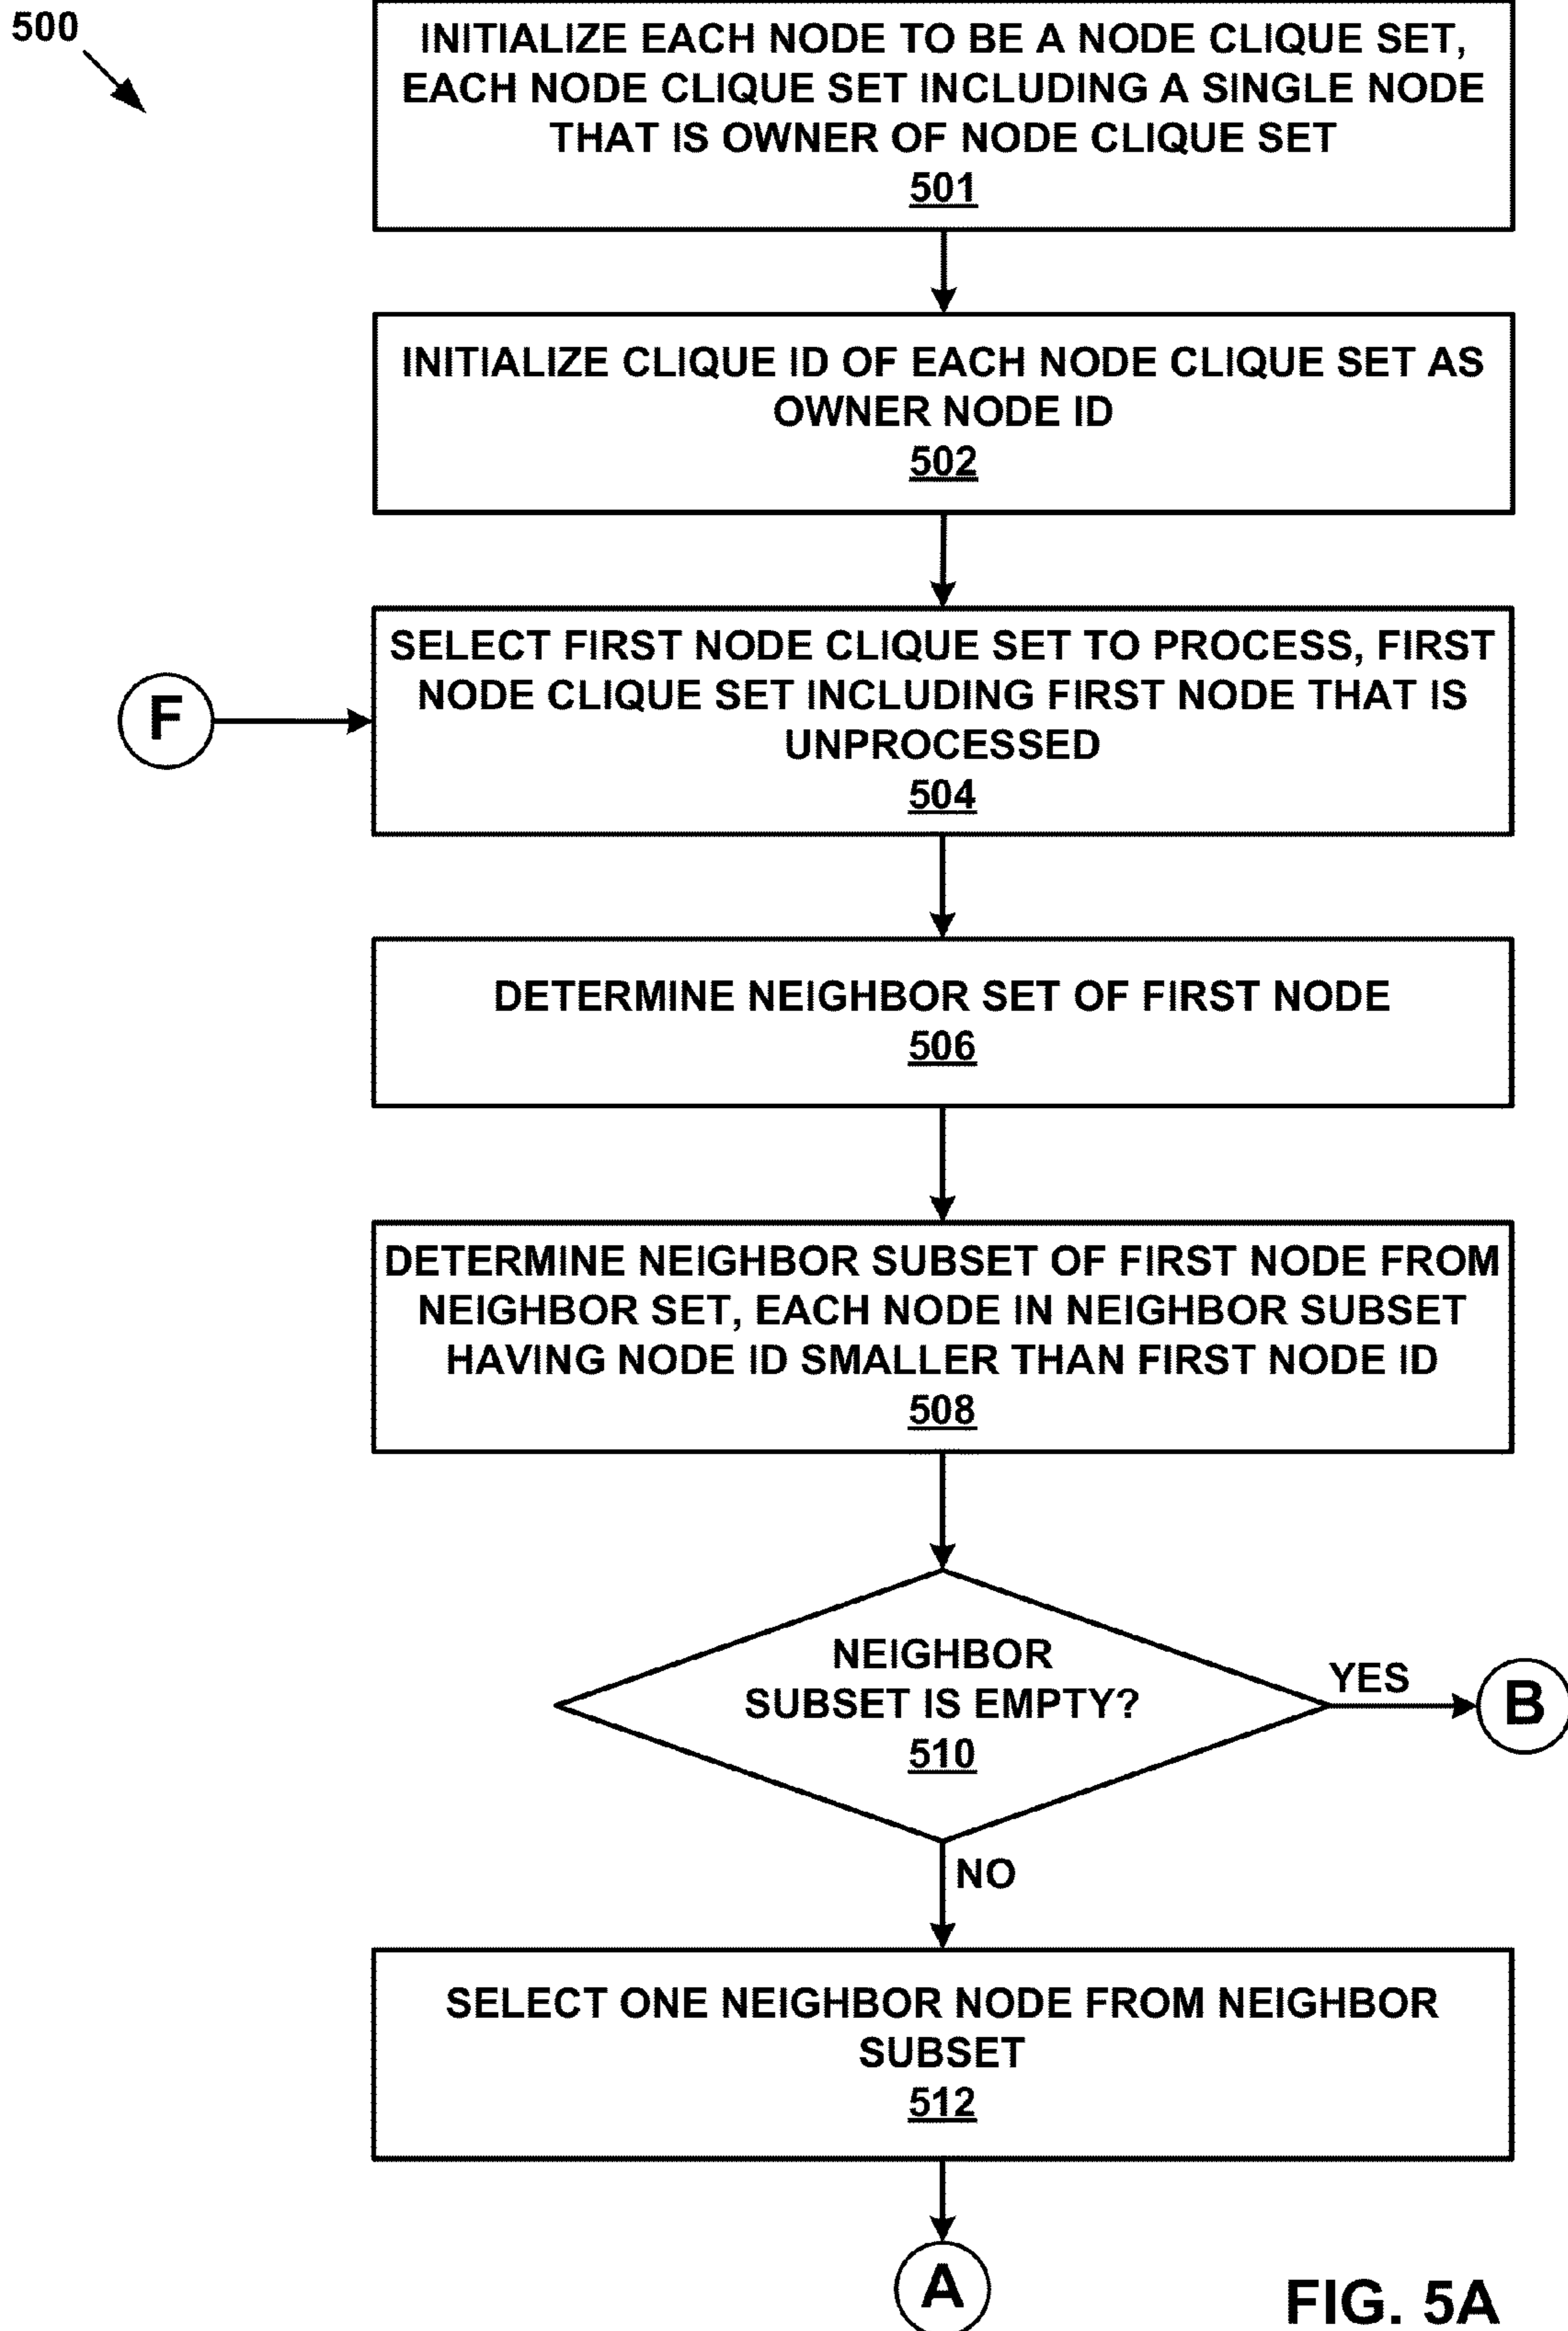 500
INITIALIZE EACH NODE TO BE A NODE CLIQUE SET,
EACH NODE CLIQUE SET INCLUDING A SINGLE NODE
THAT IS OWNER OF NODE CLIQUE SET
501
INITIALIZE CLIQUE ID OF EACH NODE CLIQUE SET AS
OWNER NODE ID
502
SELECT FIRST NODE CLIQUE SET TO PROCESS, FIRST
NODE CLIQUE SET INCLUDING FIRST NODE THAT IS
UNPROCESSED
504
F
DETERMINE NEIGHBOR SET OF FIRST NODE
506
DETERMINE NEIGHBOR SUBSET OF FIRST NODE FROM
NEIGHBOR SET, EACH NODE IN NEIGHBOR SUBSET
HAVING NODE ID SMALLER THAN FIRST NODE ID
508
NEIGHBOR
SUBSET IS EMPTY?
510
YES
B
NO
SELECT ONE NEIGHBOR NODE FROM NEIGHBOR
SUBSET
512
A
FIG. 5A